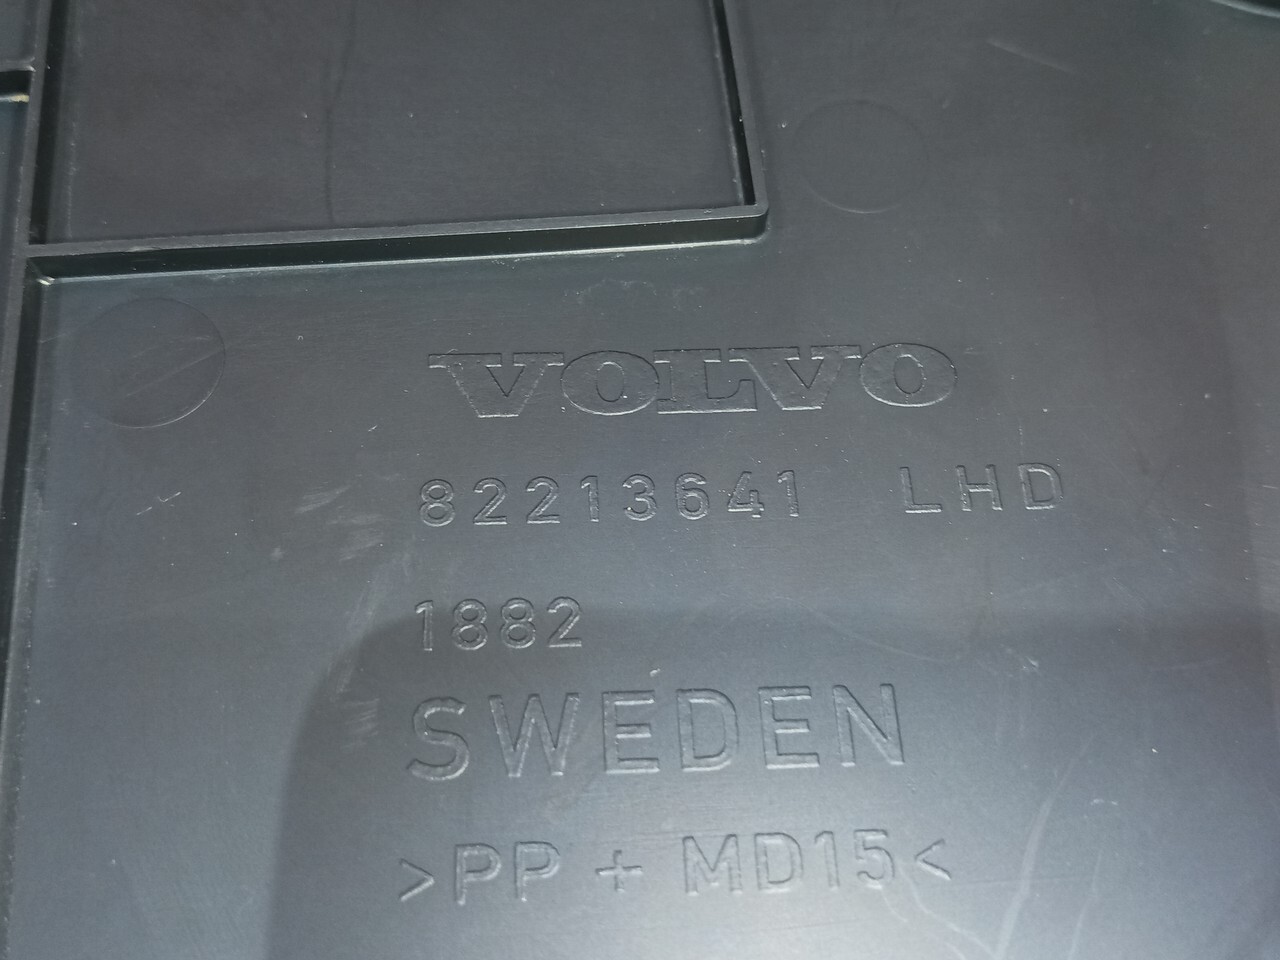 VOLVO
82213641 LHD
1882
SWEDEN
>PP + MD15<